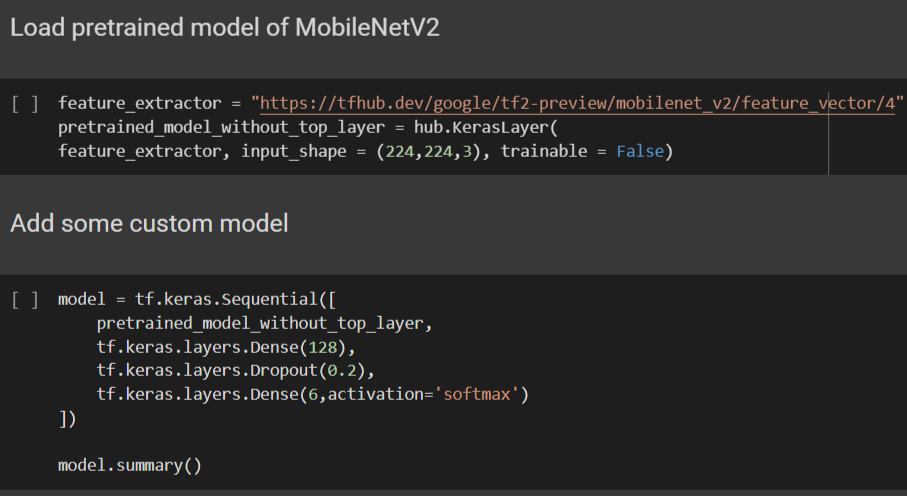 Load pretrained model of MobileNetV2
[ ] feature_extractor = "https://tfhub.dev/google/tf2-preview/mobilenet_v2/feature_vector/4"
pretrained_model_without_top_layer = hub.KerasLayer(
feature_extractor, input_shape = (224,224,3), trainable = False)
Add some custom model
[ ] model = tf.keras.Sequential([
    pretrained_model_without_top_layer,
    tf.keras.layers.Dense(128),
    tf.keras.layers.Dropout(0.2),
    tf.keras.layers.Dense(6,activation='softmax')
])
model.summary()